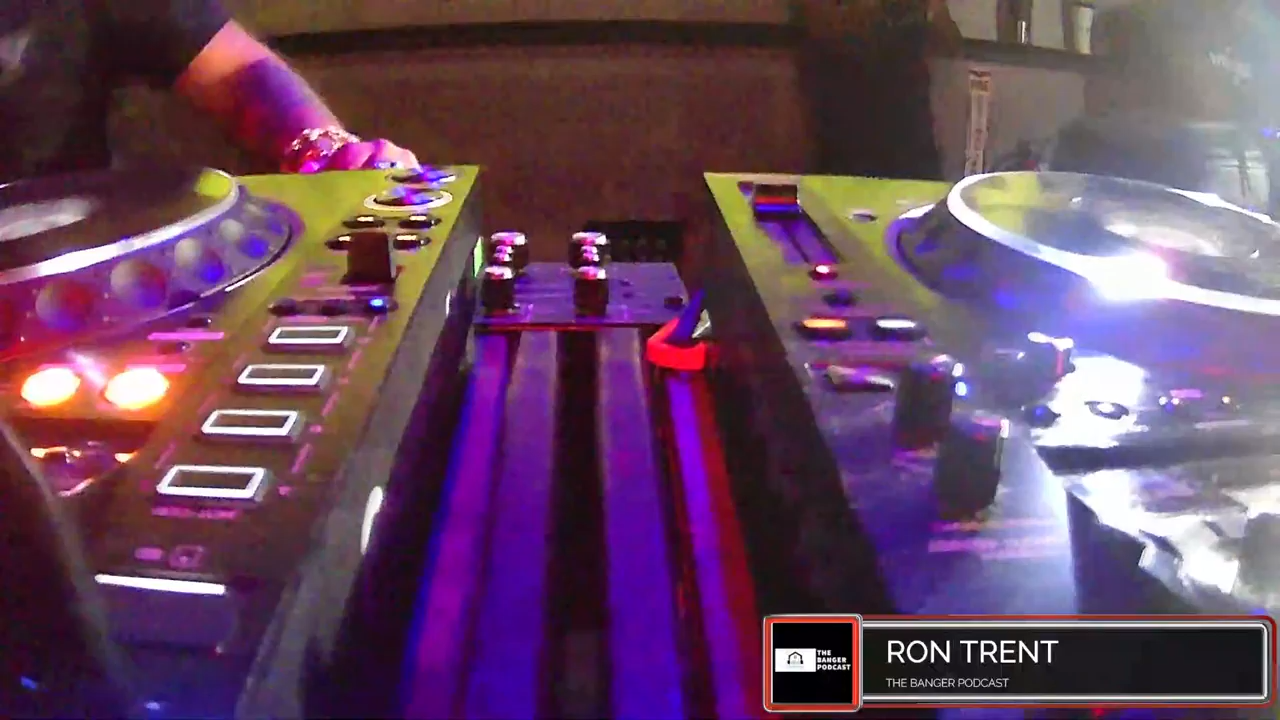 THE
BANGER
PODCAST
RON TRENT
THE BANGER PODCAST